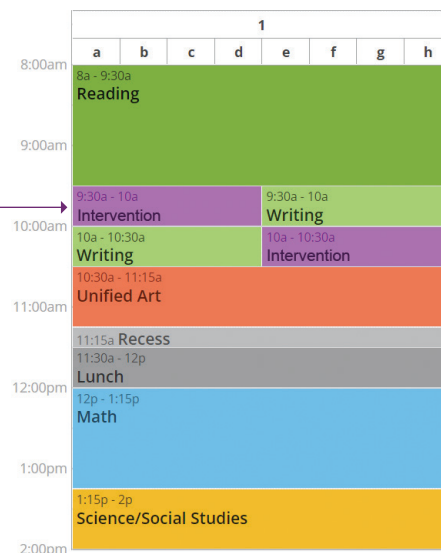 1
a b c d e f g h
8:00am
8a - 9:30a
Reading
9:00am
9:30a - 10a
Intervention
9:30a - 10a
Writing
10:00am
10a - 10:30a
Writing
10a - 10:30a
Intervention
10:30a - 11:15a
Unified Art
11:00am
11:15a Recess
11:30a - 12p
Lunch
12:00pm
12p - 1:15p
Math
1:00pm
1:15p - 2p
Science/Social Studies
2:00pm